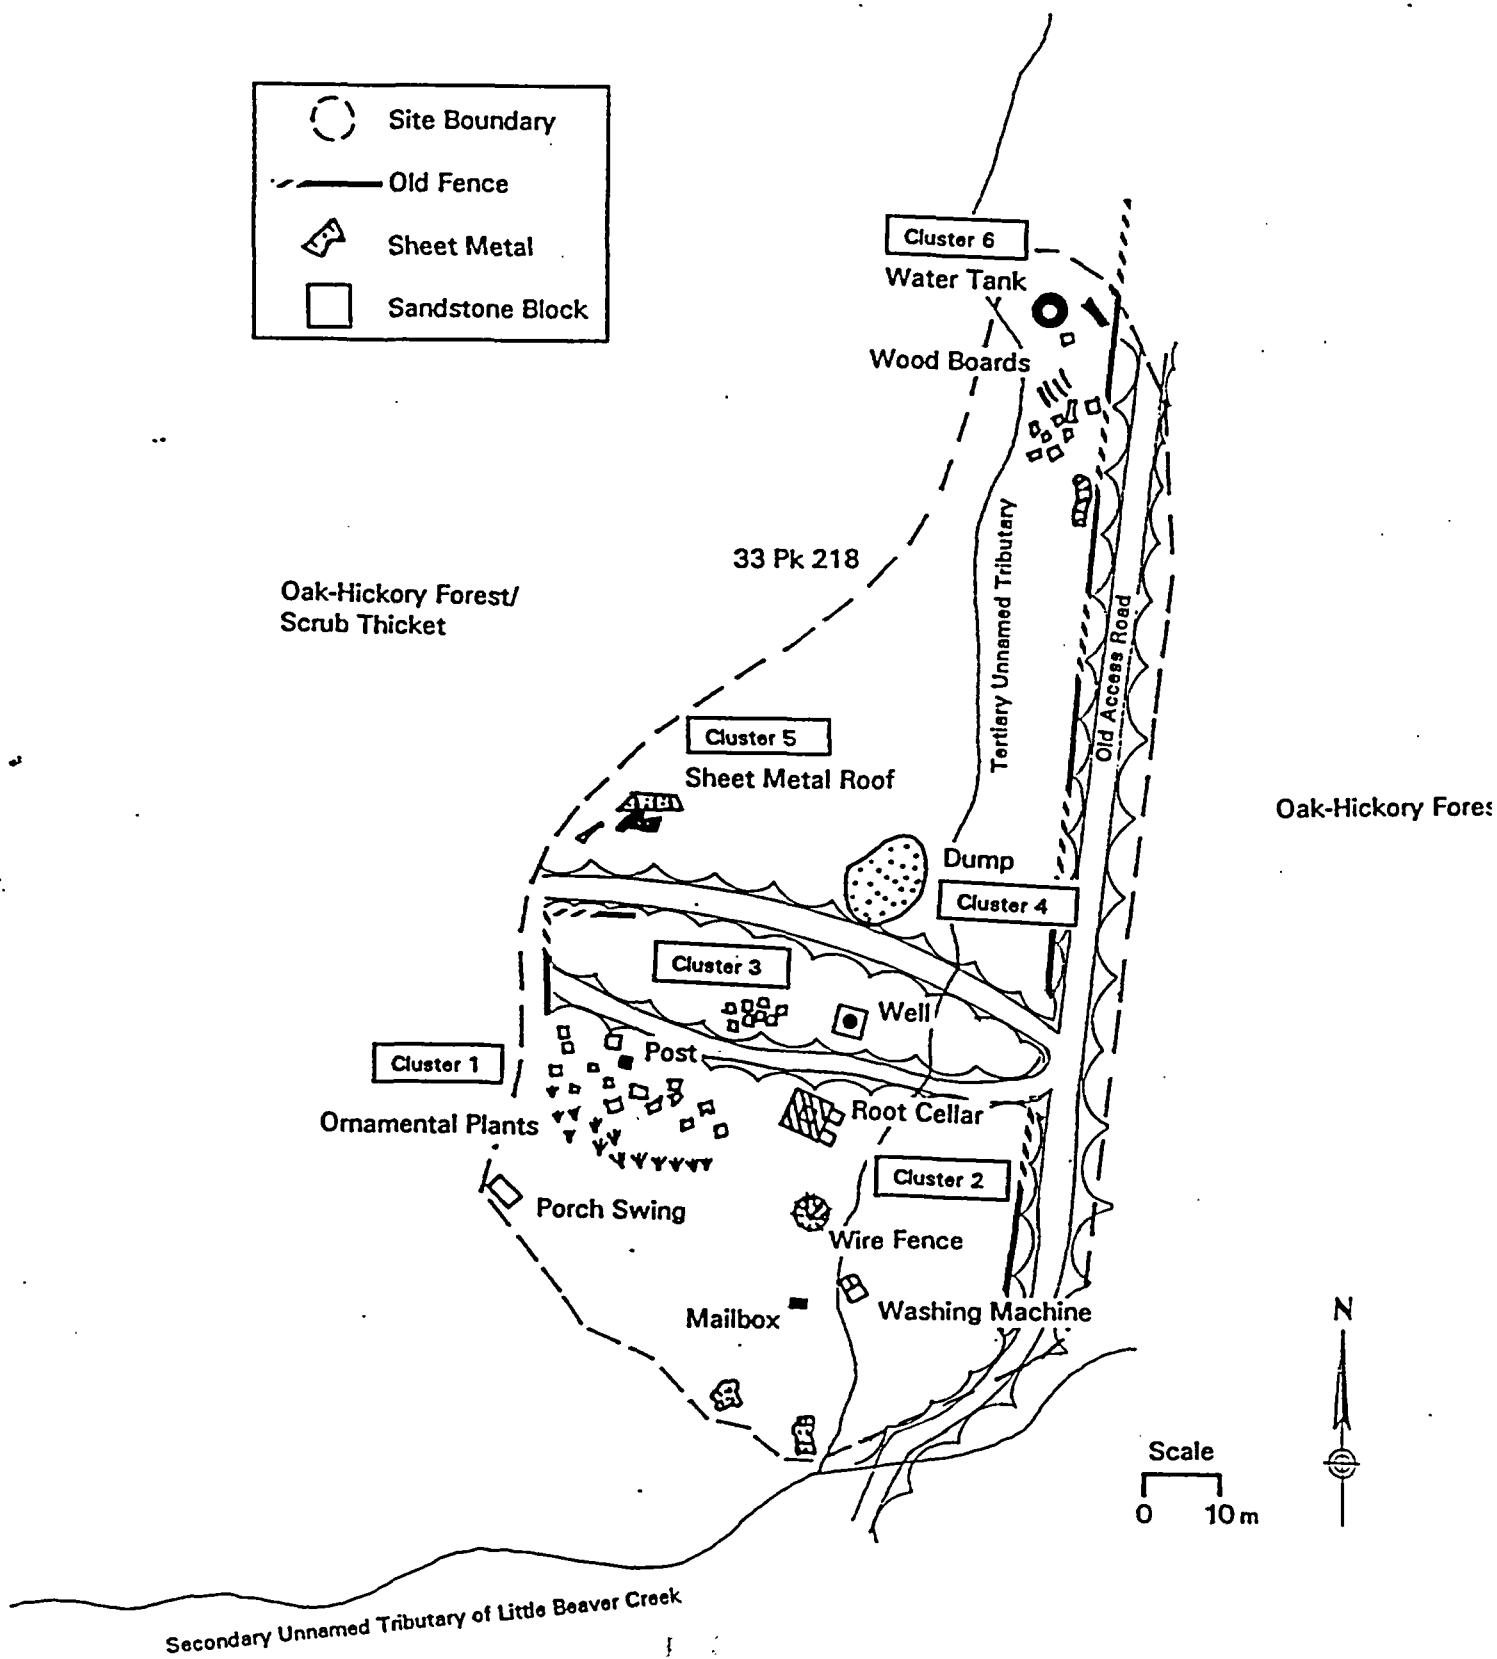 Site Boundary
Old Fence
Sheet Metal
Sandstone Block
Cluster 6
Water Tank
Wood Boards
33 Pk 218
Oak-Hickory Forest/
Scrub Thicket
Tertiary Unnamed Tributary
Old Access Road
Cluster 5
Sheet Metal Roof
Oak-Hickory Fores
Dump
Cluster 4
Cluster 3
Well
Post
Cluster 1
Ornamental Plants
Root Cellar
Cluster 2
Porch Swing
Wire Fence
Mailbox
Washing Machine
N
Scale
0 10 m
Secondary Unnamed Tributary of Little Beaver Creek